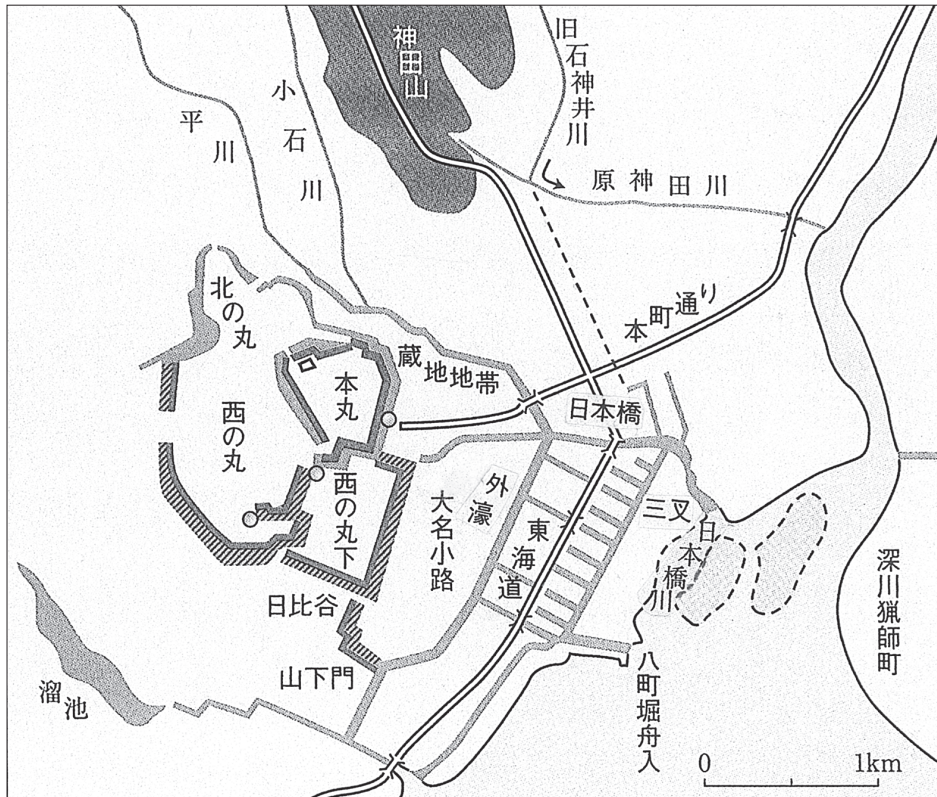 神田山
旧石神井川
小石川
平川
原神田川
北の丸
本町通り
蔵地地帯
本丸
日本橋
西の丸
西の丸下
大名小路
外濠
東海道
三叉
日本橋川
日比谷
深川猟師町
山下門
溜池
八町堀舟入
0 1km